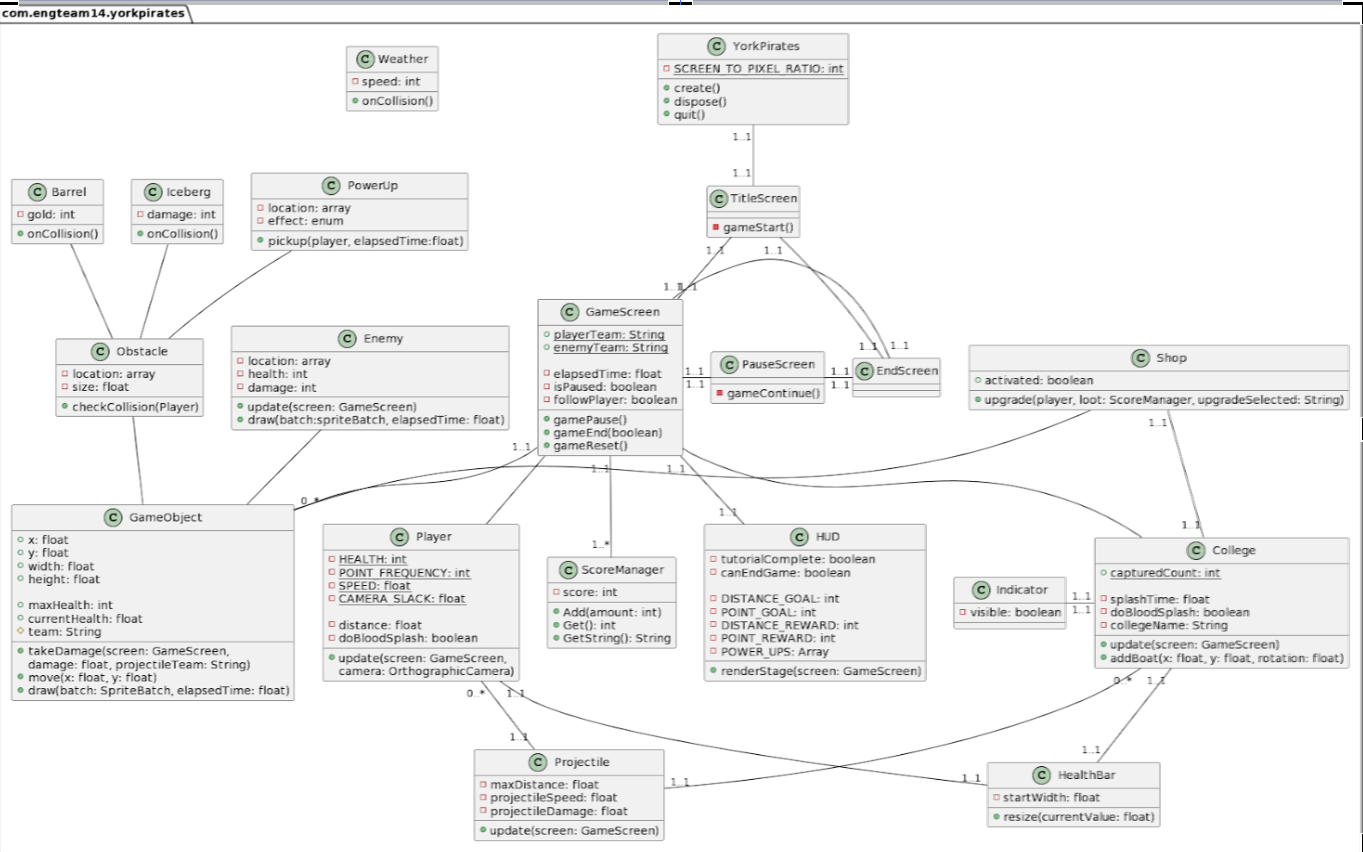 com.engteam14.yorkpirates
C Weather
speed: int
onCollision()
C YorkPirates
SCREEN_TO_PIXEL_RATIO: int
create()
dispose()
quit()
1..1
1..1
C Barrel
gold: int
onCollision()
C Iceberg
damage: int
onCollision()
C PowerUp
location: array
effect: enum
pickup(player, elapsedTime:float)
C TitleScreen
gameStart()
1..1
1..1
1..1
1..1
C GameScreen
playerTeam: String
enemyTeam: String
elapsedTime: float
isPaused: boolean
followPlayer: boolean
gamePause()
gameEnd(boolean)
gameReset()
C Obstacle
location: array
size: float
checkCollision(Player)
C Enemy
location: array
health: int
damage: int
update(screen: GameScreen)
draw(batch:spriteBatch, elapsedTime: float)
1..1
1..1
C PauseScreen
gameContinue()
1..1
1..1
1..1
1..1
C EndScreen
C Shop
activated: boolean
upgrade(player, loot: ScoreManager, upgradeSelected: String)
1..1
1..1
1..1
1..1
0..*
1..1
1..*
1..1
C GameObject
x: float
y: float
width: float
height: float
maxHealth: int
currentHealth: float
team: String
takeDamage(screen: GameScreen,
damage: float, projectileTeam: String)
move(x: float, y: float)
draw(batch: SpriteBatch, elapsedTime: float)
C Player
HEALTH: int
POINT_FREQUENCY: int
SPEED: float
CAMERA_SLACK: float
distance: float
doBloodSplash: boolean
update(screen: GameScreen,
camera: OrthographicCamera)
C ScoreManager
score: int
Add(amount: int)
Get(): int
GetString(): String
C HUD
tutorialComplete: boolean
canEndGame: boolean
DISTANCE_GOAL: int
POINT_GOAL: int
DISTANCE_REWARD: int
POINT_REWARD: int
POWER_UPS: Array
renderStage(screen: GameScreen)
C Indicator
visible: boolean
1..1
1..1
C College
capturedCount: int
splashTime: float
doBloodSplash: boolean
collegeName: String
update(screen: GameScreen)
addBoat(x: float, y: float, rotation: float)
0..*
1..1
0..*
1..1
1..1
1..1
1..1
1..1
C Projectile
maxDistance: float
projectileSpeed: float
projectileDamage: float
update(screen: GameScreen)
C HealthBar
startWidth: float
resize(currentValue: float)